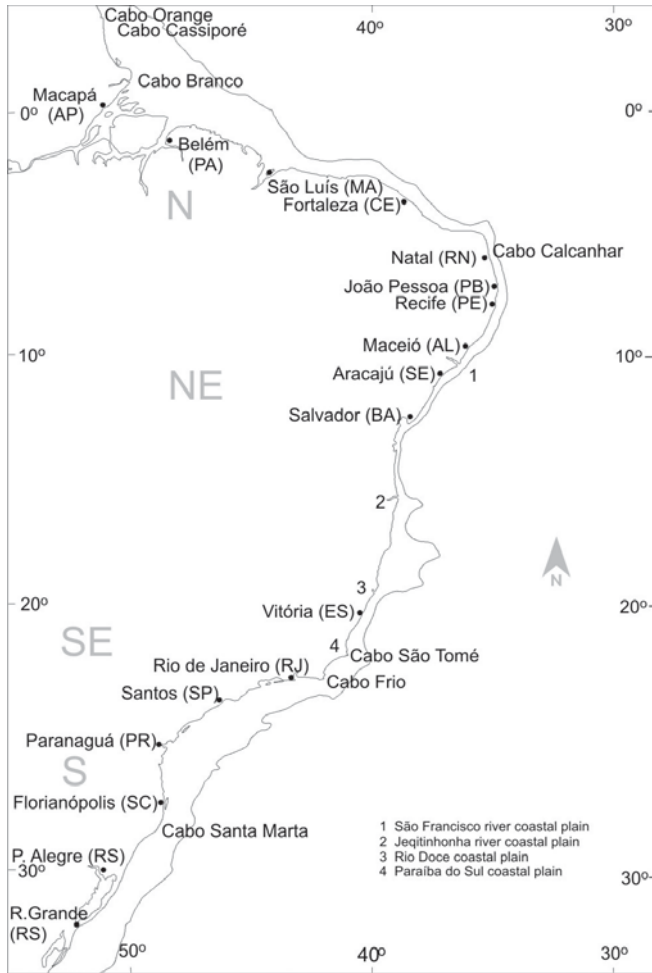 Cabo Orange
Cabo Cassiporé
40º
30º
Cabo Branco
Macapá
(AP)
0º
0º
Belém
(PA)
São Luís (MA)
N
Fortaleza (CE)
Cabo Calcanhar
Natal (RN)
João Pessoa (PB)
Recife (PE)
Maceió (AL)
10º
10º
Aracajú (SE)
1
NE
Salvador (BA)
2
N
3
20º
20º
Vitória (ES)
SE
4
Cabo São Tomé
Rio de Janeiro (RJ)
Cabo Frio
Santos (SP)
Paranaguá (PR)
S
Florianópolis (SC)
Cabo Santa Marta
1 São Francisco river coastal plain
2 Jeqitinhonha river coastal plain
3 Rio Doce coastal plain
4 Paraíba do Sul coastal plain
P. Alegre (RS)
30º
30º
R.Grande
(RS)
50º
40º
30º